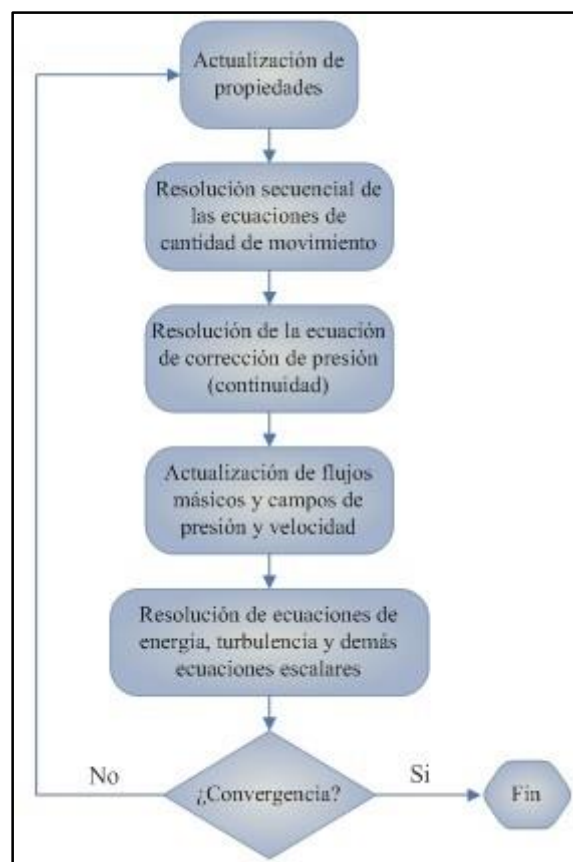 Actualización de
propiedades
Resolución secuencial de
las ecuaciones de
cantidad de movimiento
Resolución de la ecuación
de corrección de presión
(continuidad)
Actualización de flujos
másicos y campos de
presión y velocidad
Resolución de ecuaciones de
energía, turbulencia y demás
ecuaciones escalares
No
¿Convergencia?
Si
Fin